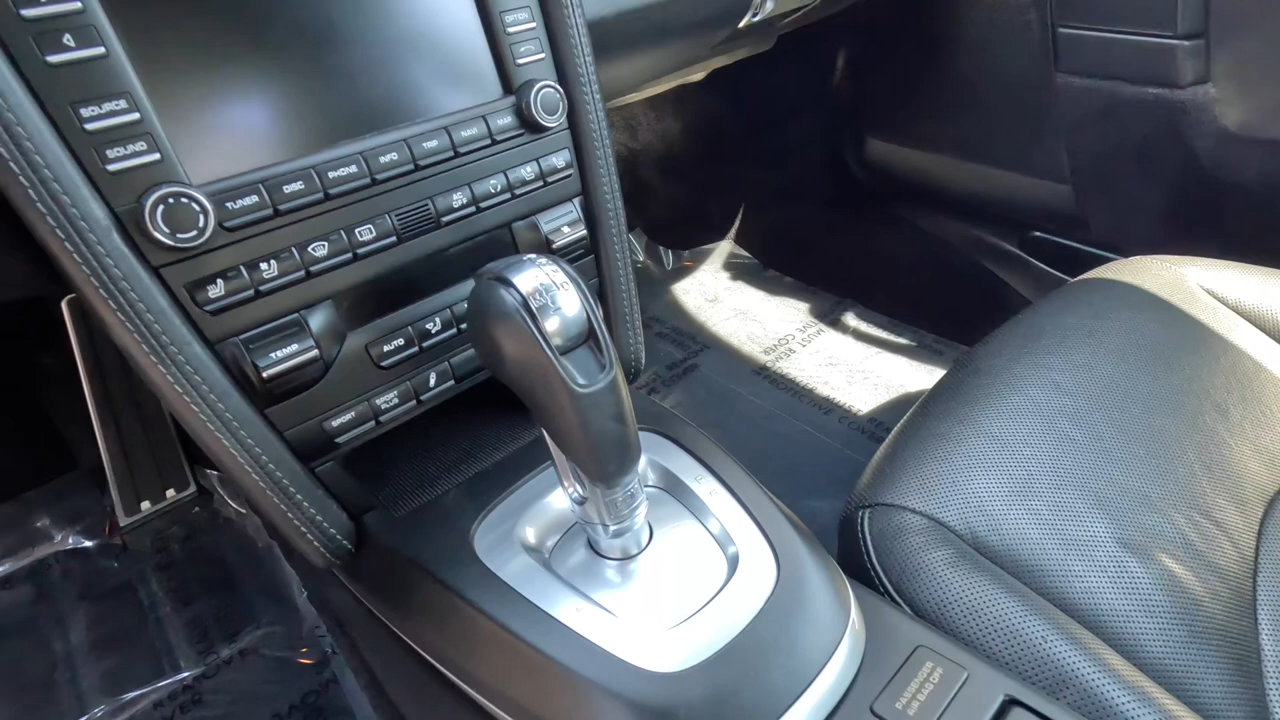 OPTION
SOURCE
SOUND
TUNER
DISC
PHONE
INFO
TRIP
NAVI
MAP
AC
OFF
TEMP
AUTO
SPORT
SPORT
PLUS
MUST REMOVE
PROTECTIVE COVER
PASSENGER
AIR BAG OFF